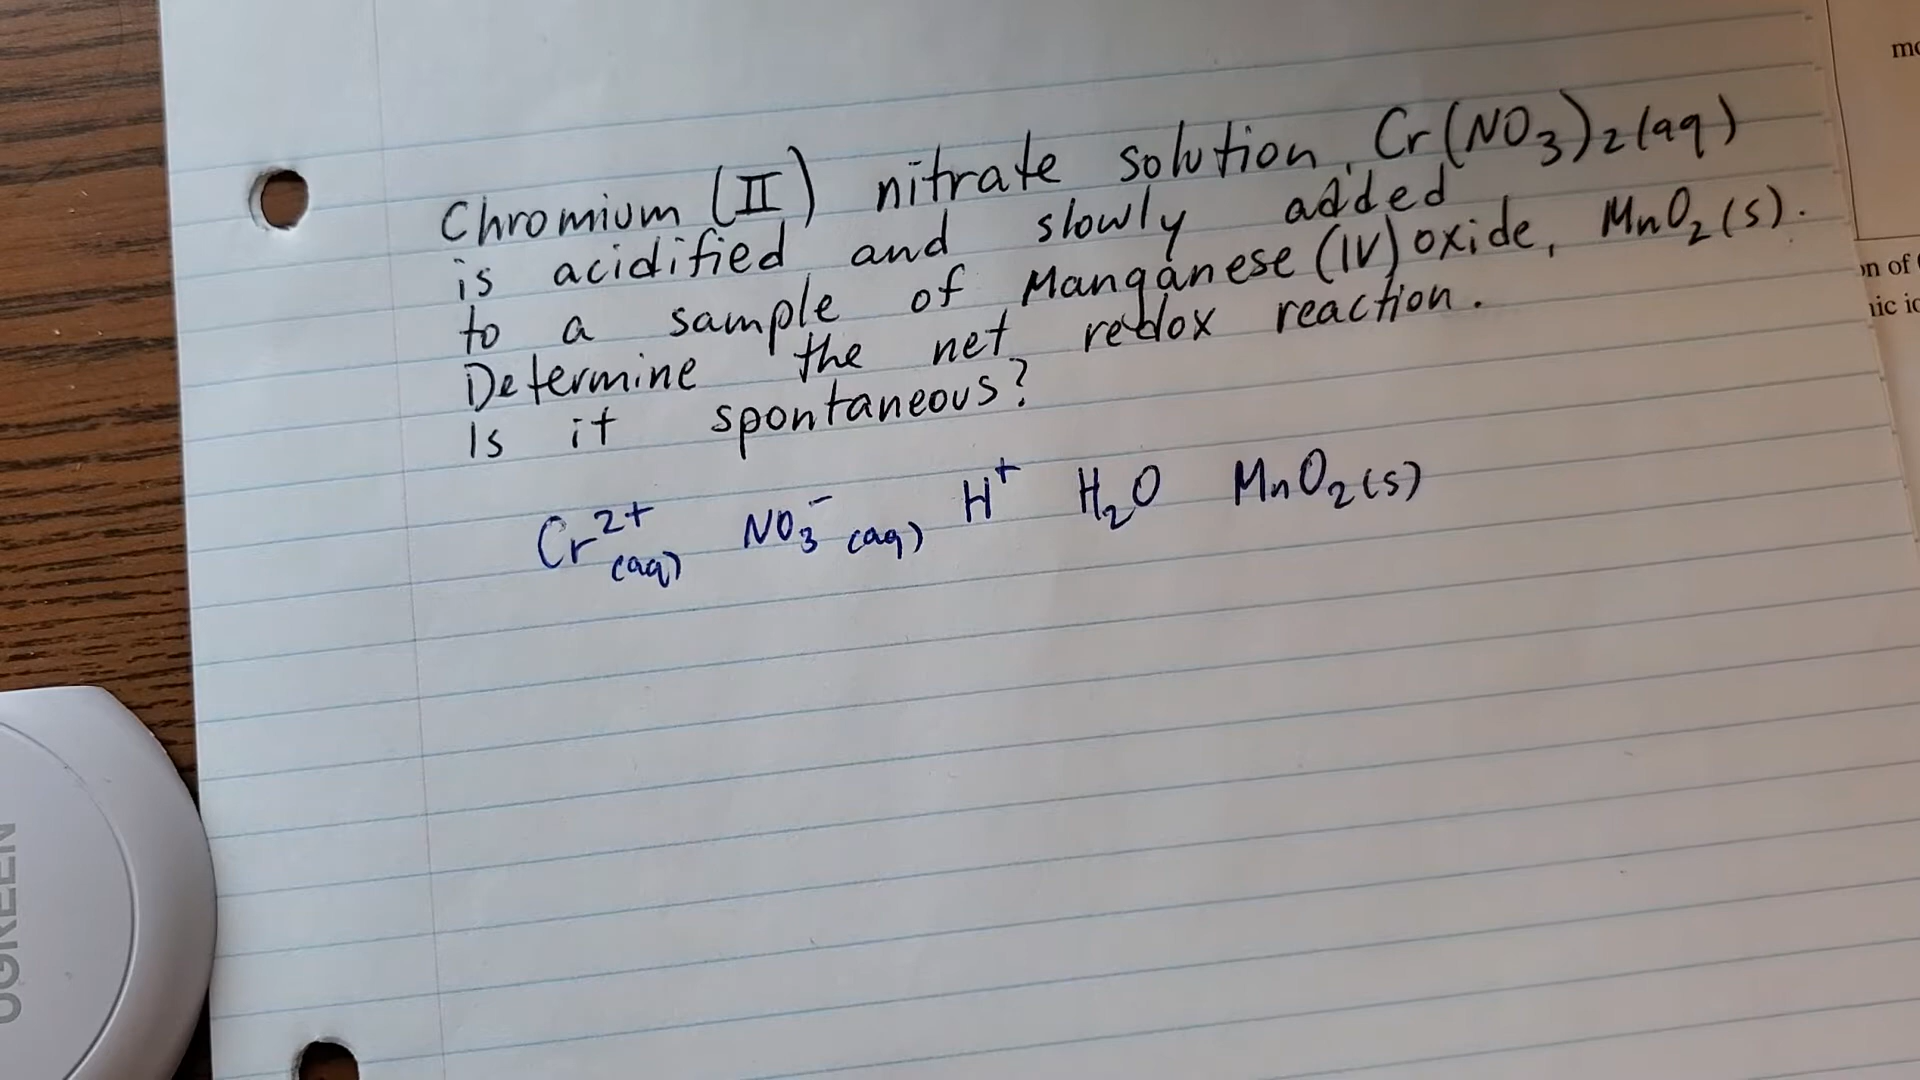 Chromium (II) nitrate solution, Cr(NO₃)₂(aq)
is acidified and slowly added
to a sample of Manganese (IV) oxide, MnO₂(s).
Determine the net redox reaction.
Is it spontaneous?
Cr²⁺(aq) NO₃⁻(aq) H⁺ H₂O MnO₂(s)
UGREEN